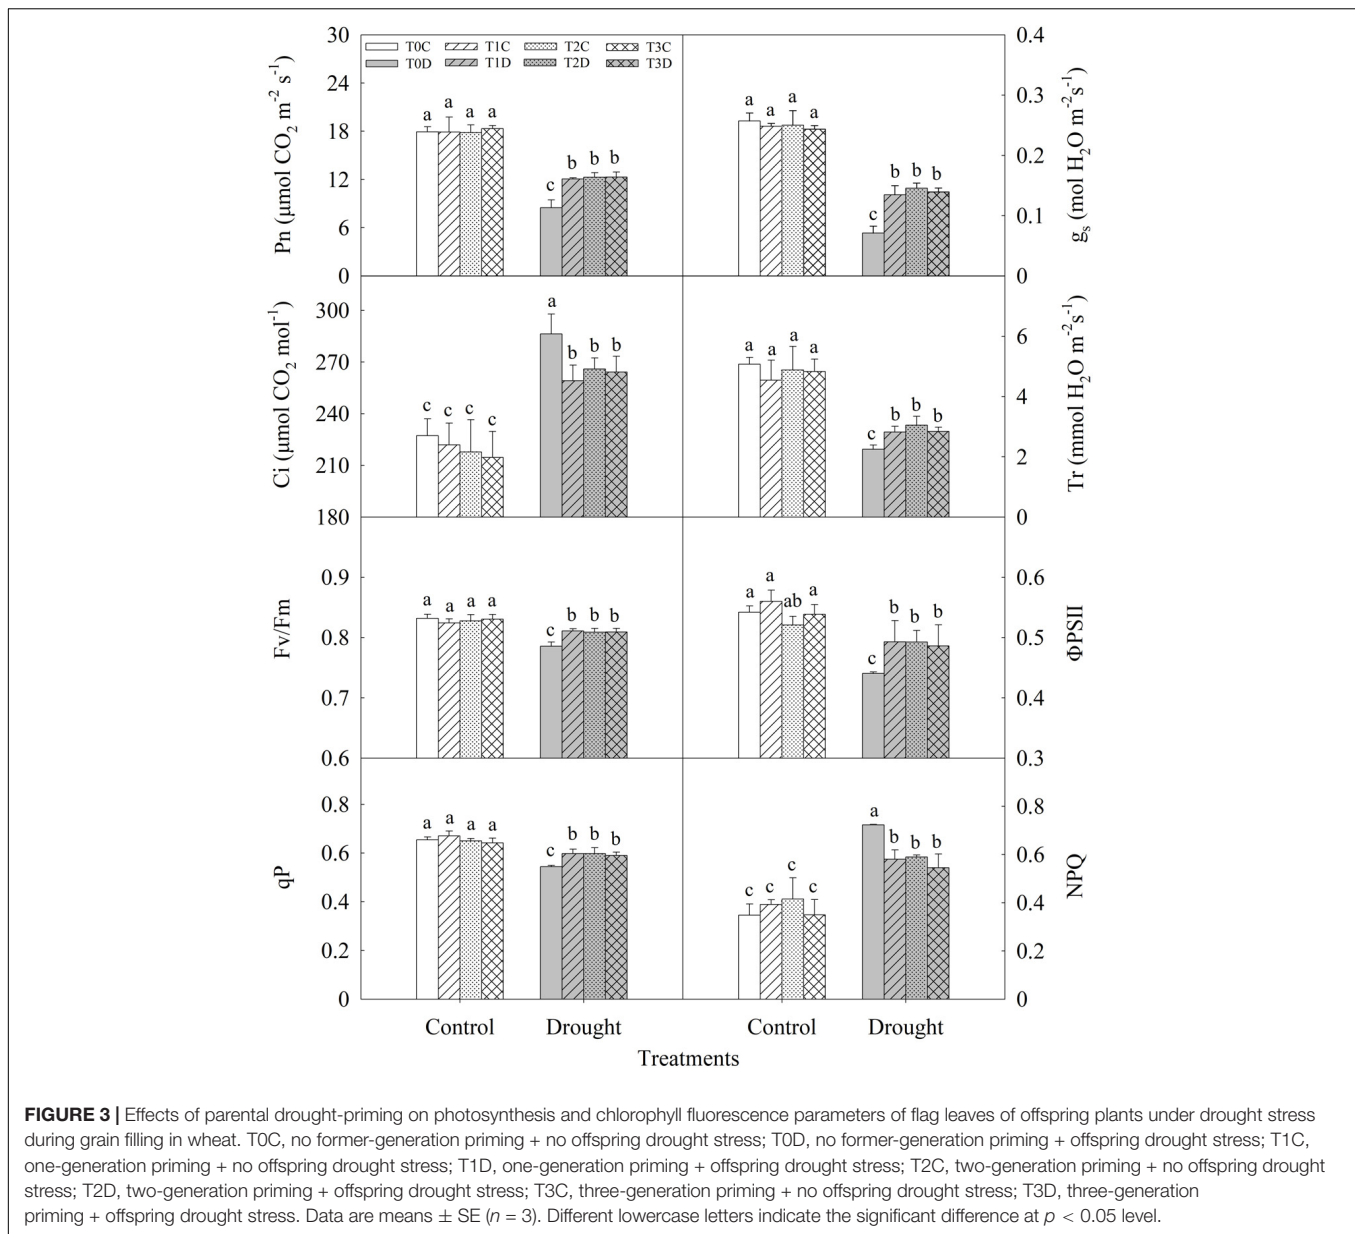 30
24
18
12
6
0
Pn (μmol CO2 m-2 s-1)
T0C T1C T2C T3C
T0D T1D T2D T3D
a a a a
c b b b
0.4
0.3
0.2
0.1
0
gs (mol H2O m-2s-1)
a a a a
c b b b
300
270
240
210
180
Ci (μmol CO2 mol-1)
c c c c
a b b b
6
4
2
0
Tr (mmol H2O m-2s-1)
a a a a
c b b b
0.9
0.8
0.7
0.6
Fv/Fm
a a a a
c b b b
0.6
0.5
0.4
0.3
ΦPSII
a a ab a
c b b b
0.8
0.6
0.4
0.2
0
qP
a a a a
c b b b
0.8
0.6
0.4
0.2
0
NPQ
c c c c
a b b b
Control Drought Control Drought
Treatments
FIGURE 3 | Effects of parental drought-priming on photosynthesis and chlorophyll fluorescence parameters of flag leaves of offspring plants under drought stress
during grain filling in wheat. T0C, no former-generation priming + no offspring drought stress; T0D, no former-generation priming + offspring drought stress; T1C,
one-generation priming + no offspring drought stress; T1D, one-generation priming + offspring drought stress; T2C, two-generation priming + no offspring drought
stress; T2D, two-generation priming + offspring drought stress; T3C, three-generation priming + no offspring drought stress; T3D, three-generation
priming + offspring drought stress. Data are means ± SE (n = 3). Different lowercase letters indicate the significant difference at p < 0.05 level.